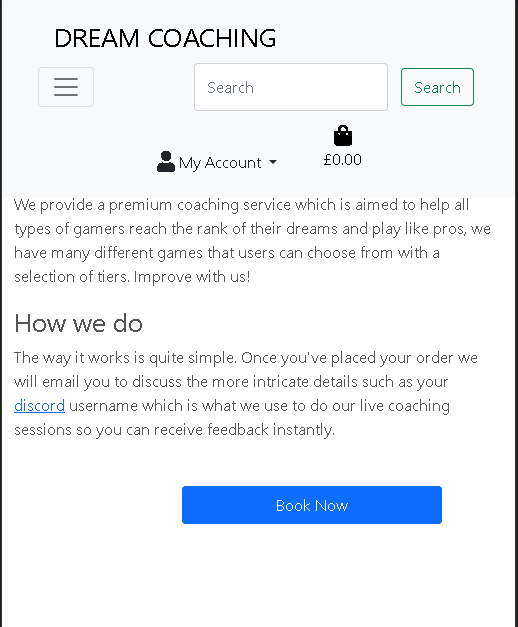 DREAM COACHING
Search
Search
My Account
£0.00
We provide a premium coaching service which is aimed to help all
types of gamers reach the rank of their dreams and play like pros, we
have many different games that users can choose from with a
selection of tiers. Improve with us!
How we do
The way it works is quite simple. Once you've placed your order we
will email you to discuss the more intricate details such as your
discord username which is what we use to do our live coaching
sessions so you can receive feedback instantly.
Book Now